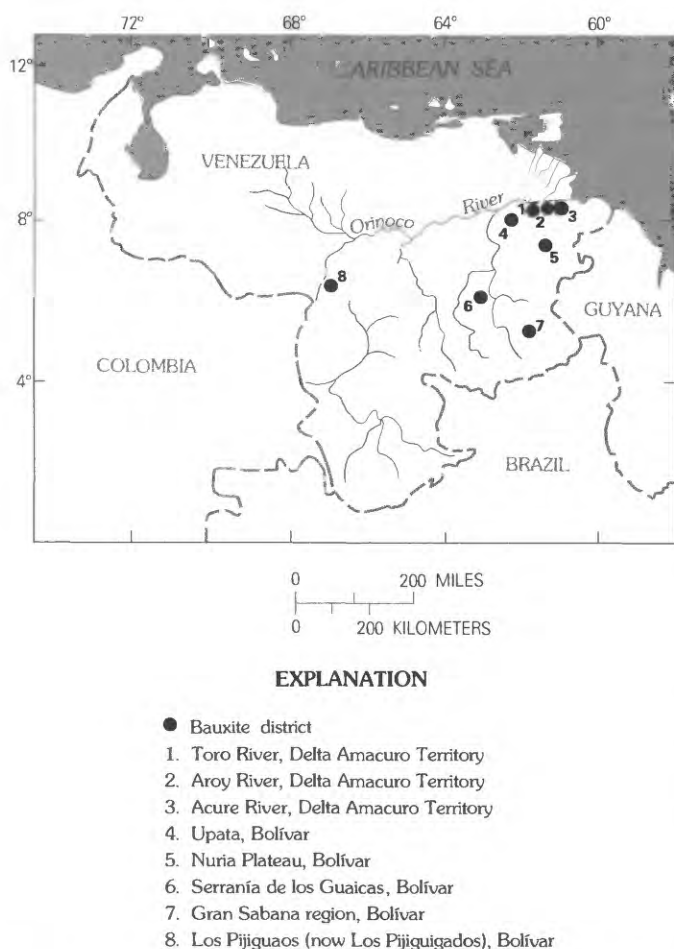 72° 68° 64° 60°
12°
CARIBBEAN SEA
VENEZUELA
Orinoco River
8°
1 2 3
4
5
8
6
7
GUYANA
COLOMBIA
4°
BRAZIL
0 200 MILES
0 200 KILOMETERS
EXPLANATION
Bauxite district
1. Toro River, Delta Amacuro Territory
2. Aroy River, Delta Amacuro Territory
3. Acure River, Delta Amacuro Territory
4. Upata, Bolívar
5. Nuria Plateau, Bolívar
6. Serranía de los Guaicas, Bolívar
7. Gran Sabana region, Bolívar
8. Los Pijiguaos (now Los Pijiguigados), Bolívar